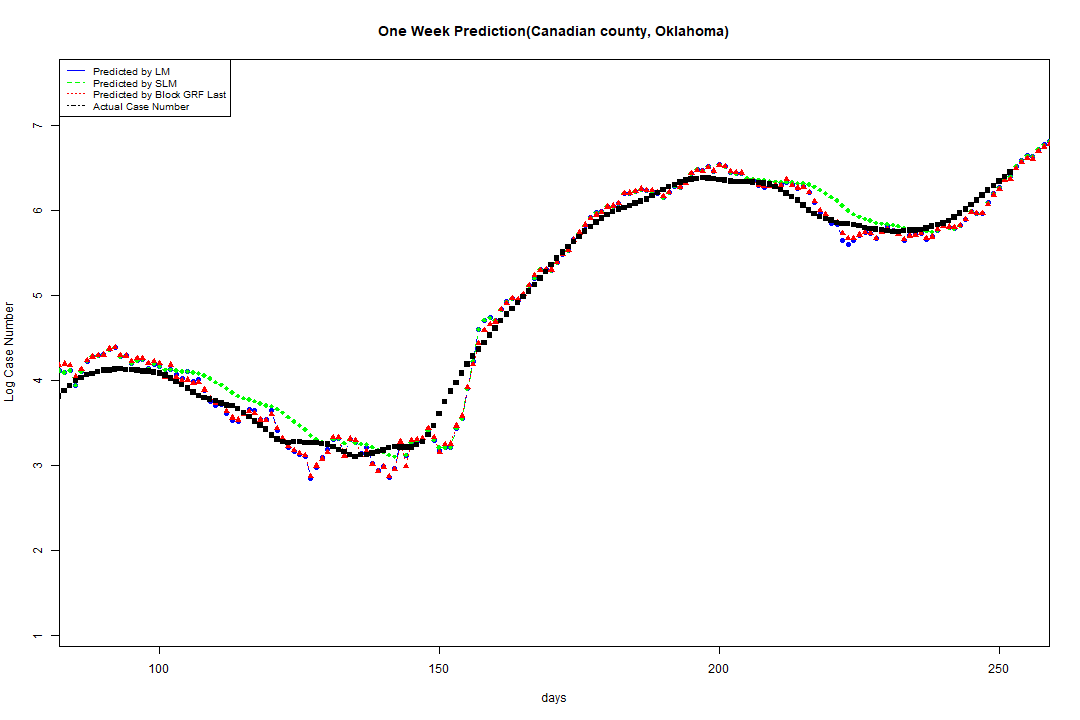 One Week Prediction(Canadian county, Oklahoma)
Predicted by LM
Predicted by SLM
Predicted by Block GRF Last
Actual Case Number
7
6
5
4
3
2
1
Log Case Number
100 150 200 250
days